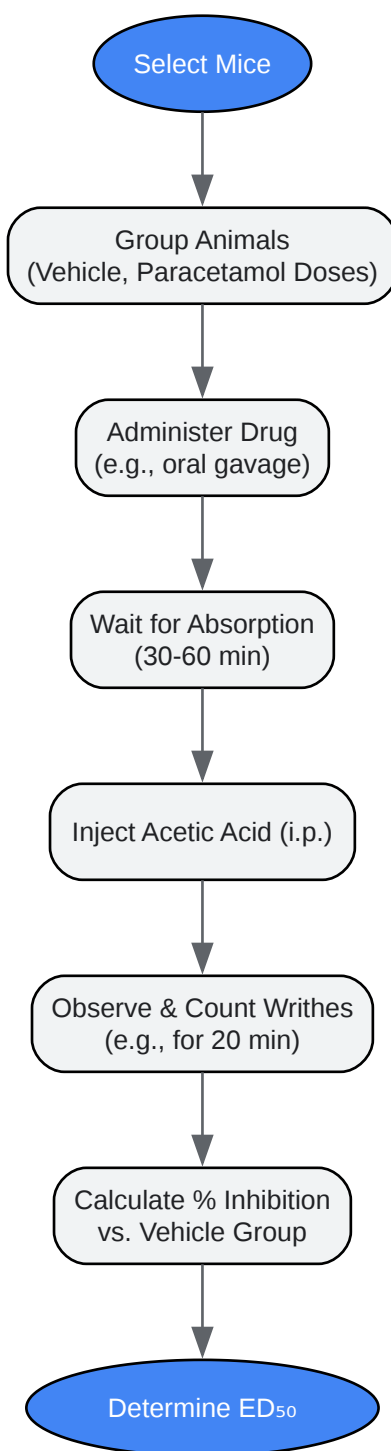 Select Mice
Group Animals
(Vehicle, Paracetamol Doses)
Administer Drug
(e.g., oral gavage)
Wait for Absorption
(30-60 min)
Inject Acetic Acid (i.p.)
Observe & Count Writhes
(e.g., for 20 min)
Calculate % Inhibition
vs. Vehicle Group
Determine ED₅₀